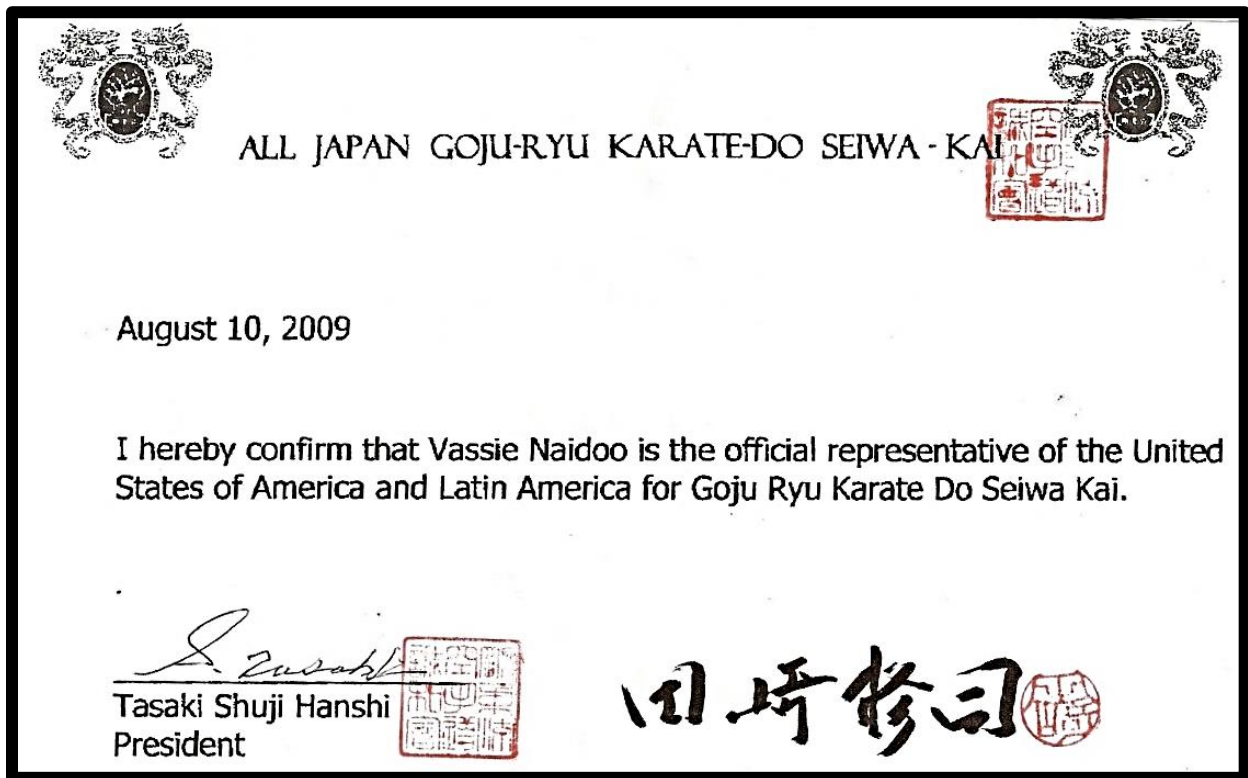 ALL JAPAN GOJU-RYU KARATE-DO SEIWA - KAI
August 10, 2009
I hereby confirm that Vassie Naidoo is the official representative of the United
States of America and Latin America for Goju Ryu Karate Do Seiwa Kai.
S. Tasaki
Tasaki Shuji Hanshi
President
田崎修司